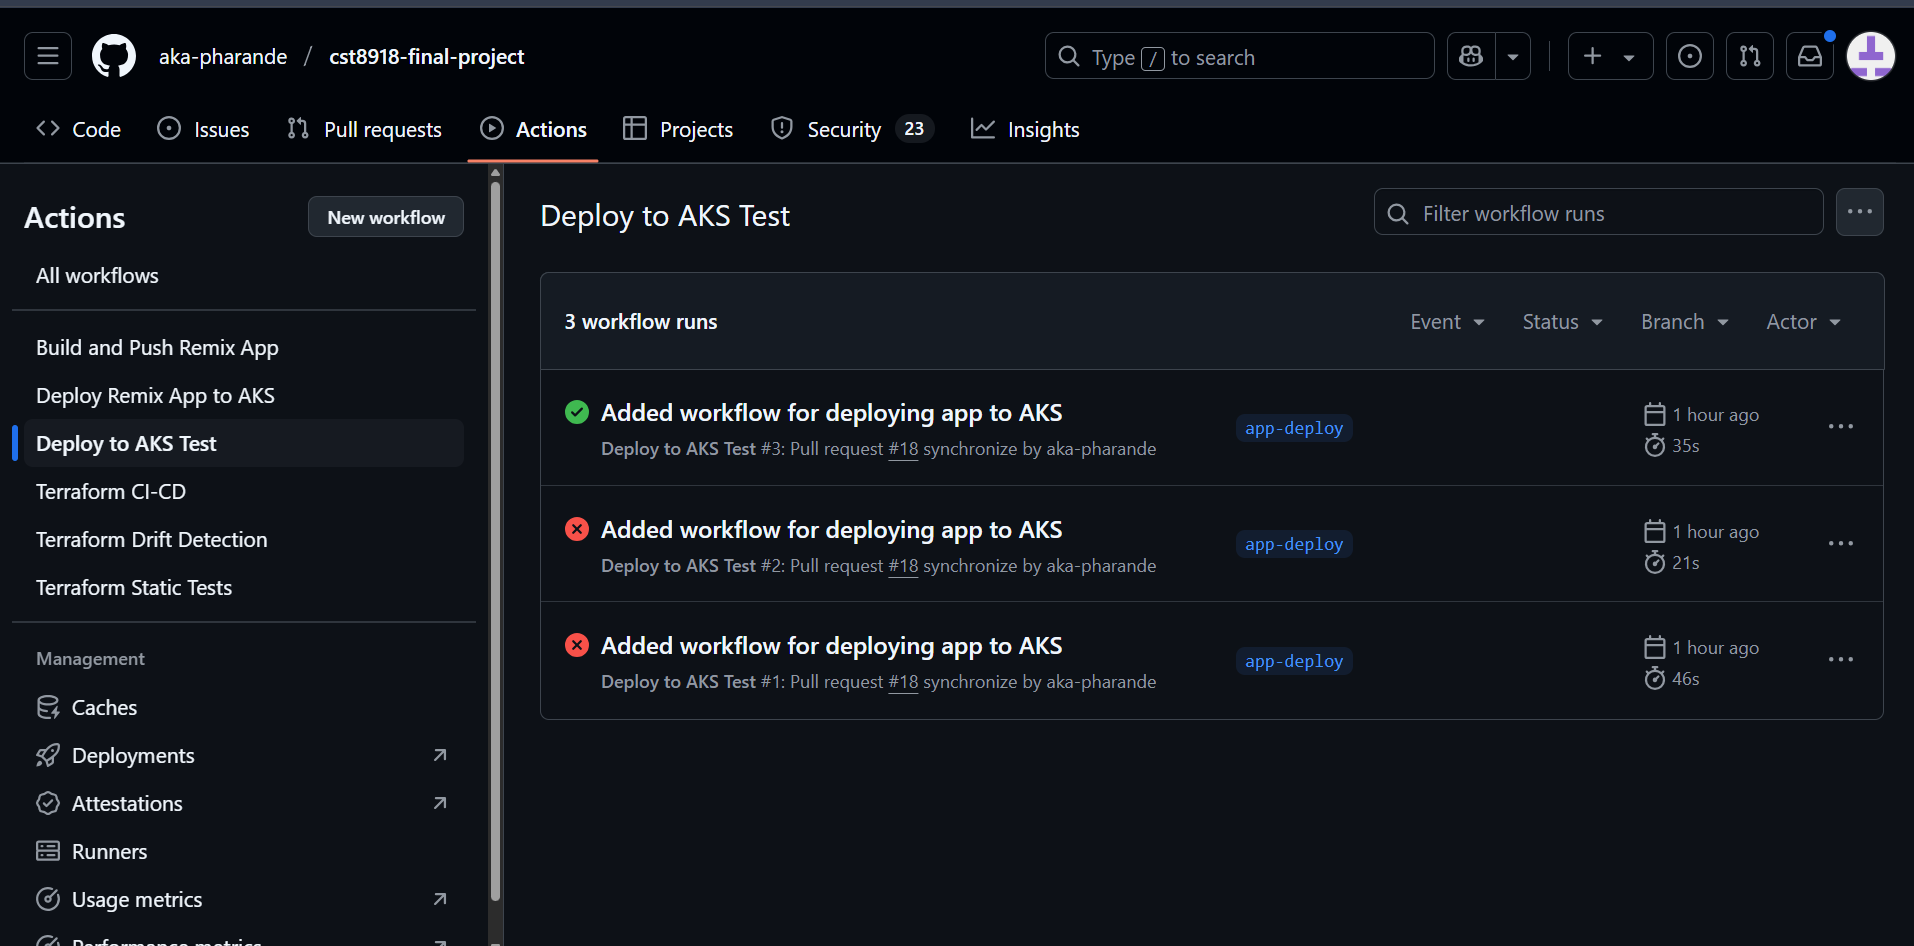 aka-pharande / cst8918-final-project
Type / to search
Code
Issues
Pull requests
Actions
Projects
Security 23
Insights
Actions
New workflow
All workflows
Build and Push Remix App
Deploy Remix App to AKS
Deploy to AKS Test
Terraform CI-CD
Terraform Drift Detection
Terraform Static Tests
Management
Caches
Deployments
Attestations
Runners
Usage metrics
Performance metrics
Deploy to AKS Test
Filter workflow runs
3 workflow runs
Event
Status
Branch
Actor
Added workflow for deploying app to AKS
Deploy to AKS Test #3: Pull request #18 synchronize by aka-pharande
app-deploy
1 hour ago
35s
Added workflow for deploying app to AKS
Deploy to AKS Test #2: Pull request #18 synchronize by aka-pharande
app-deploy
1 hour ago
21s
Added workflow for deploying app to AKS
Deploy to AKS Test #1: Pull request #18 synchronize by aka-pharande
app-deploy
1 hour ago
46s